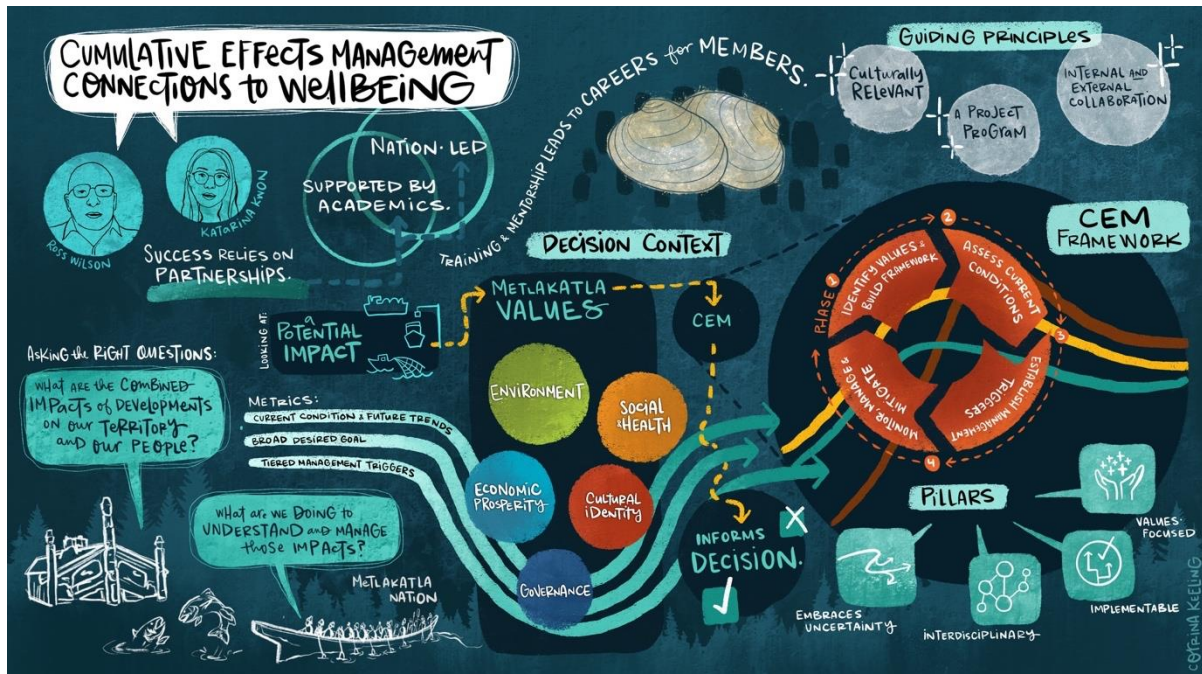 CUMULATIVE EFFECTS MANAGEMENT
CONNECTIONS to WELLBEING
ROSS WILSON
KATARINA KWON
SUCCESS RELIES ON
PARTNERSHIPS.
NATION-LED
SUPPORTED BY
ACADEMICS.
TRAINING & MENTORSHIP LEADS to CAREERS for MEMBERS.
GUIDING PRINCIPLES
CULTURALLY
RELEVANT
A PROJECT
PROGRAM
INTERNAL AND
EXTERNAL
COLLABORATION
LOOKING AT:
a
POTENTIAL
IMPACT
DECISION CONTEXT
METLAKATLA
VALUES
ENVIRONMENT
SOCIAL
& HEALTH
ECONOMIC
PROSPERITY
CULTURAL
IDENTITY
GOVERNANCE
CEM
INFORMS
DECISION.
ASKING the RIGHT QUESTIONS:
WHAT ARE the COMBINED
IMPACTS of DEVELOPMENTS
ON OUR TERRITORY
and OUR PEOPLE?
WHAT are WE DOING to
UNDERSTAND and MANAGE
those IMPACTS?
METLAKATLA
NATION
METRICS:
CURRENT CONDITION & FUTURE TRENDS
BROAD DESIRED GOAL
TIERED MANAGEMENT TRIGGERS
CEM
FRAMEWORK
PHASE 1
IDENTIFY VALUES &
BUILD FRAMEWORK
2
ASSESS CURRENT
CONDITIONS
3
ESTABLISH MANAGEMENT
TRIGGERS
4
MONITOR, MANAGE &
MITIGATE
PILLARS
EMBRACES
UNCERTAINTY
INTERDISCIPLINARY
IMPLEMENTABLE
VALUES-
FOCUSED
COTRINA KEELING